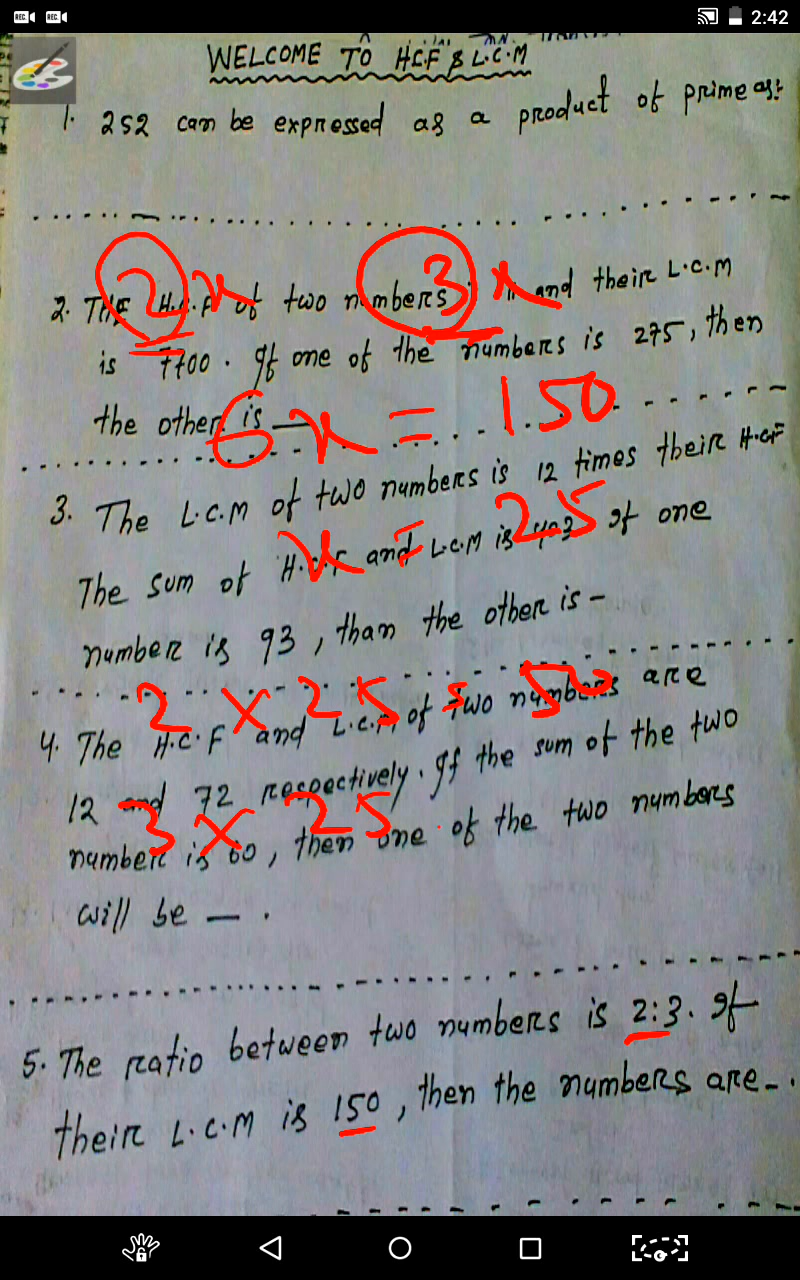 REC REC 2:42
WELCOME TO H.C.F & L.C.M
1. 252 can be expressed as a product of prime as:
2x 3x
2. THE H.C.F of two numbers and their L.C.M
is 7700. If one of the numbers is 275, then
the other is —
6x = 150
3. The L.C.M of two numbers is 12 times their H.C.F
x = 25
The sum of H.C.F and L.C.M is 403 If one
number is 93, than the other is -
2 x 25 = 50
4. The H.C.F and L.C.M of two numbers are
12 and 72 respectively. If the sum of the two
3 x 25
number is 60, then one of the two numbers
will be — .
5. The ratio between two numbers is 2:3. If
their L.C.M is 150, then the numbers are - .